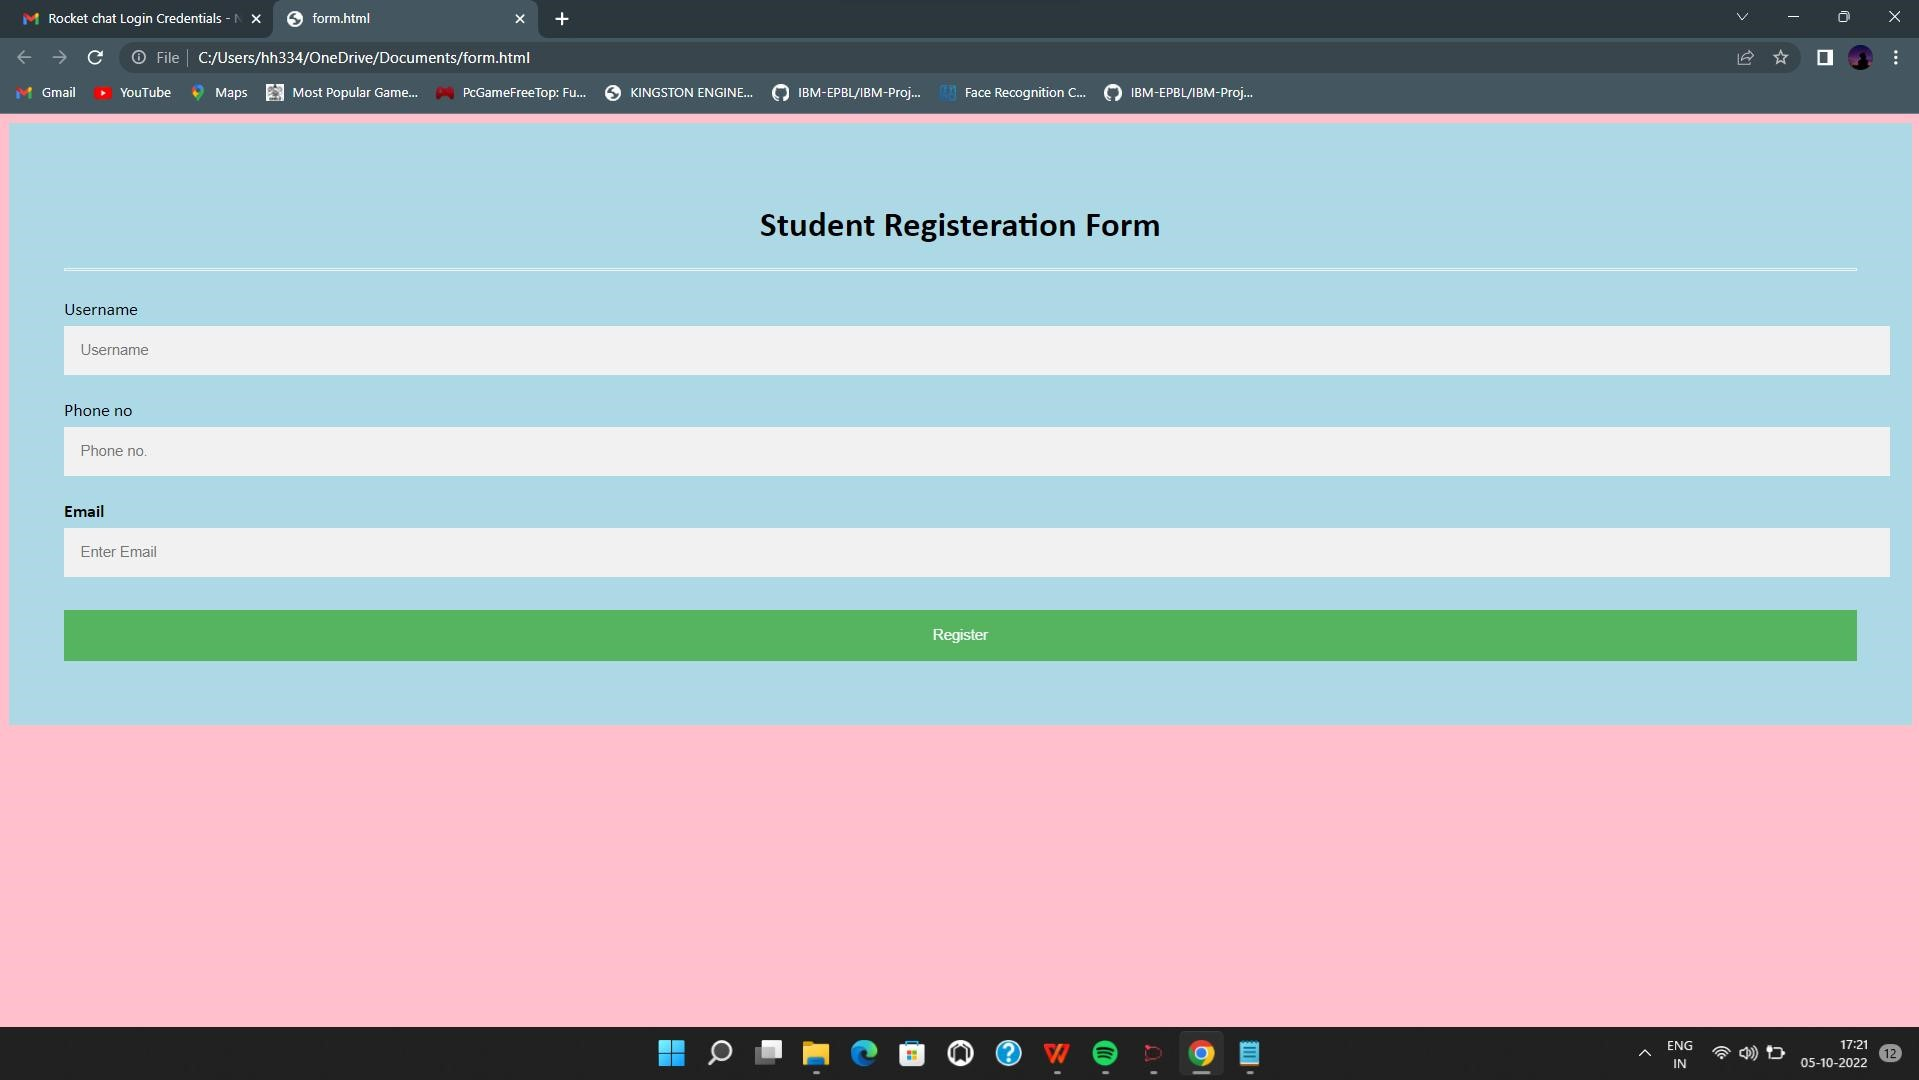 Rocket chat Login Credentials -
form.html
File
C:/Users/hh334/OneDrive/Documents/form.html
Gmail
YouTube
Maps
Most Popular Game...
PcGameFreeTop: Fu...
KINGSTON ENGINE...
IBM-EPBL/IBM-Proj...
Face Recognition C...
IBM-EPBL/IBM-Proj...
Student Registeration Form
Username
Username
Phone no
Phone no.
Email
Enter Email
Register
ENG
IN
17:21
05-10-2022
12